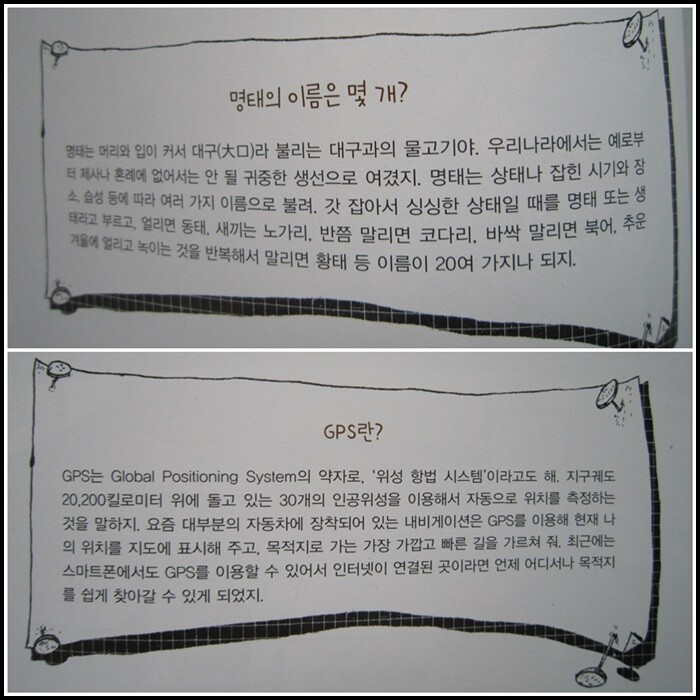 명태의 이름은 몇 개?
명태는 머리와 입이 커서 대구(大口)라 불리는 대구과의 물고기야. 우리나라에서는 예로부
터 제사나 혼례에 없어서는 안 될 귀중한 생선으로 여겼지. 명태는 상태나 잡힌 시기와 장
소, 습성 등에 따라 여러 가지 이름으로 불려. 갓 잡아서 싱싱한 상태일 때를 명태 또는 생
태라고 부르고, 얼리면 동태, 새끼는 노가리, 반쯤 말리면 코다리, 바싹 말리면 북어, 추운
겨울에 얼리고 녹이는 것을 반복해서 말리면 황태 등 이름이 20여 가지나 되지.
GPS란?
GPS는 Global Positioning System의 약자로, ‘위성 항법 시스템’이라고도 해. 지구궤도
20,200킬로미터 위에 돌고 있는 30개의 인공위성을 이용해서 자동으로 위치를 측정하는
것을 말하지. 요즘 대부분의 자동차에 장착되어 있는 내비게이션은 GPS를 이용해 현재 나
의 위치를 지도에 표시해 주고, 목적지로 가는 가장 가깝고 빠른 길을 가르쳐 줘. 최근에는
스마트폰에서도 GPS를 이용할 수 있어서 인터넷이 연결된 곳이라면 언제 어디서나 목적지
를 쉽게 찾아갈 수 있게 되었지.